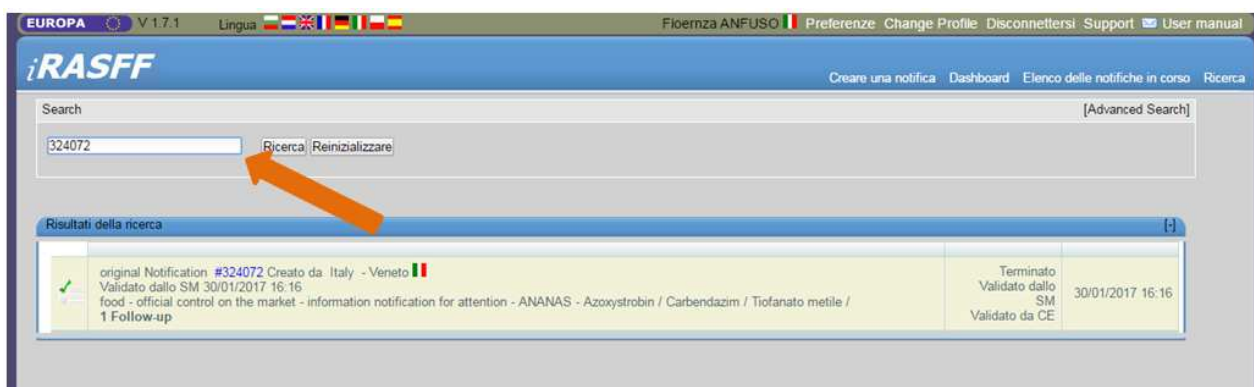 EUROPA V 1.7.1 Lingua Fioernza ANFUSO Preferenze Change Profile Disconnettersi Support User manual
iRASFF
Creare una notifica Dashboard Elenco delle notifiche in corso Ricerca
Search [Advanced Search]
324072 Ricerca Reinizializzare
Risultati della ricerca [-]
original Notification #324072 Creato da Italy - Veneto
Validato dallo SM 30/01/2017 16:16
food - official control on the market - information notification for attention - ANANAS - Azoxystrobin / Carbendazim / Tiofanato metile /
1 Follow-up
Terminato
Validato dallo
SM
Validato da CE
30/01/2017 16:16